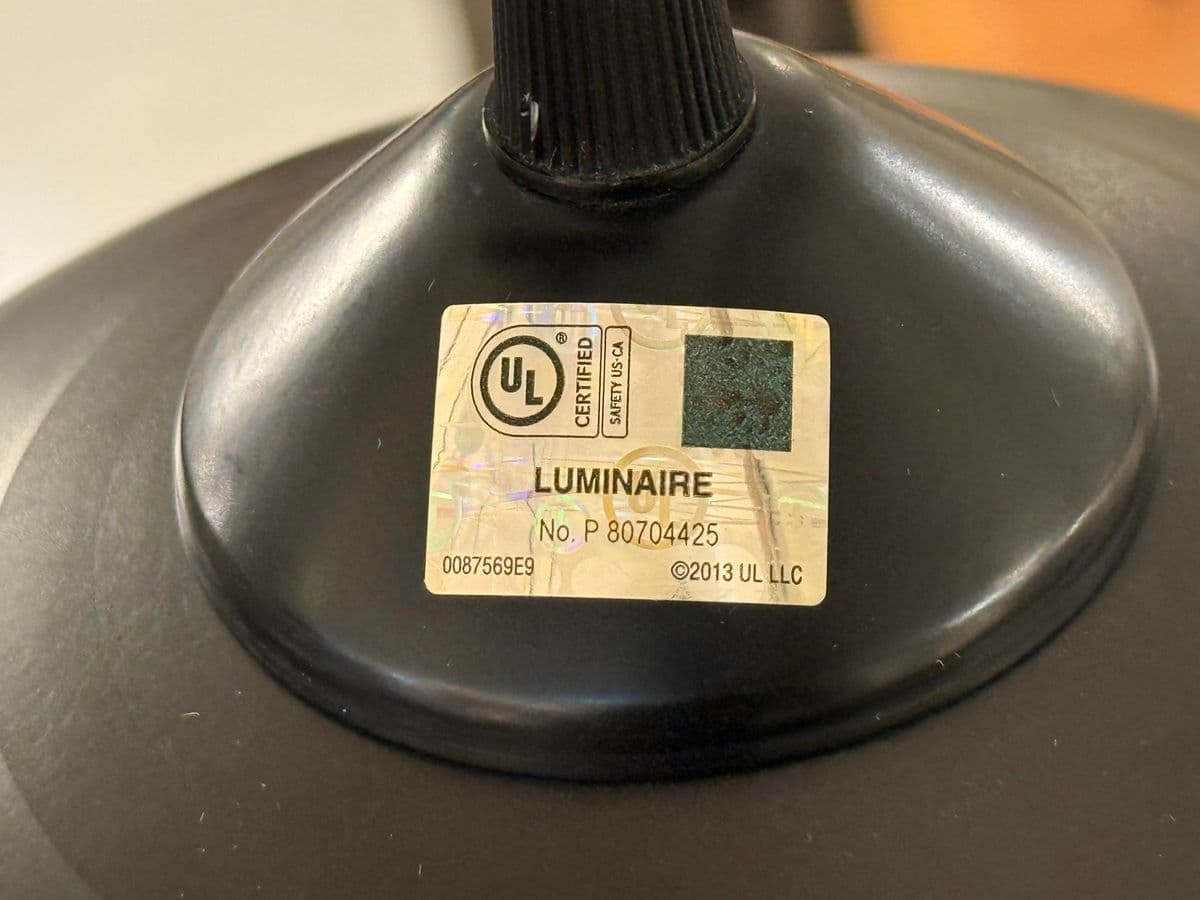 UL ®
CERTIFIED
SAFETY US-CA
LUMINAIRE
No. P 80704425
0087569E9
©2013 UL LLC